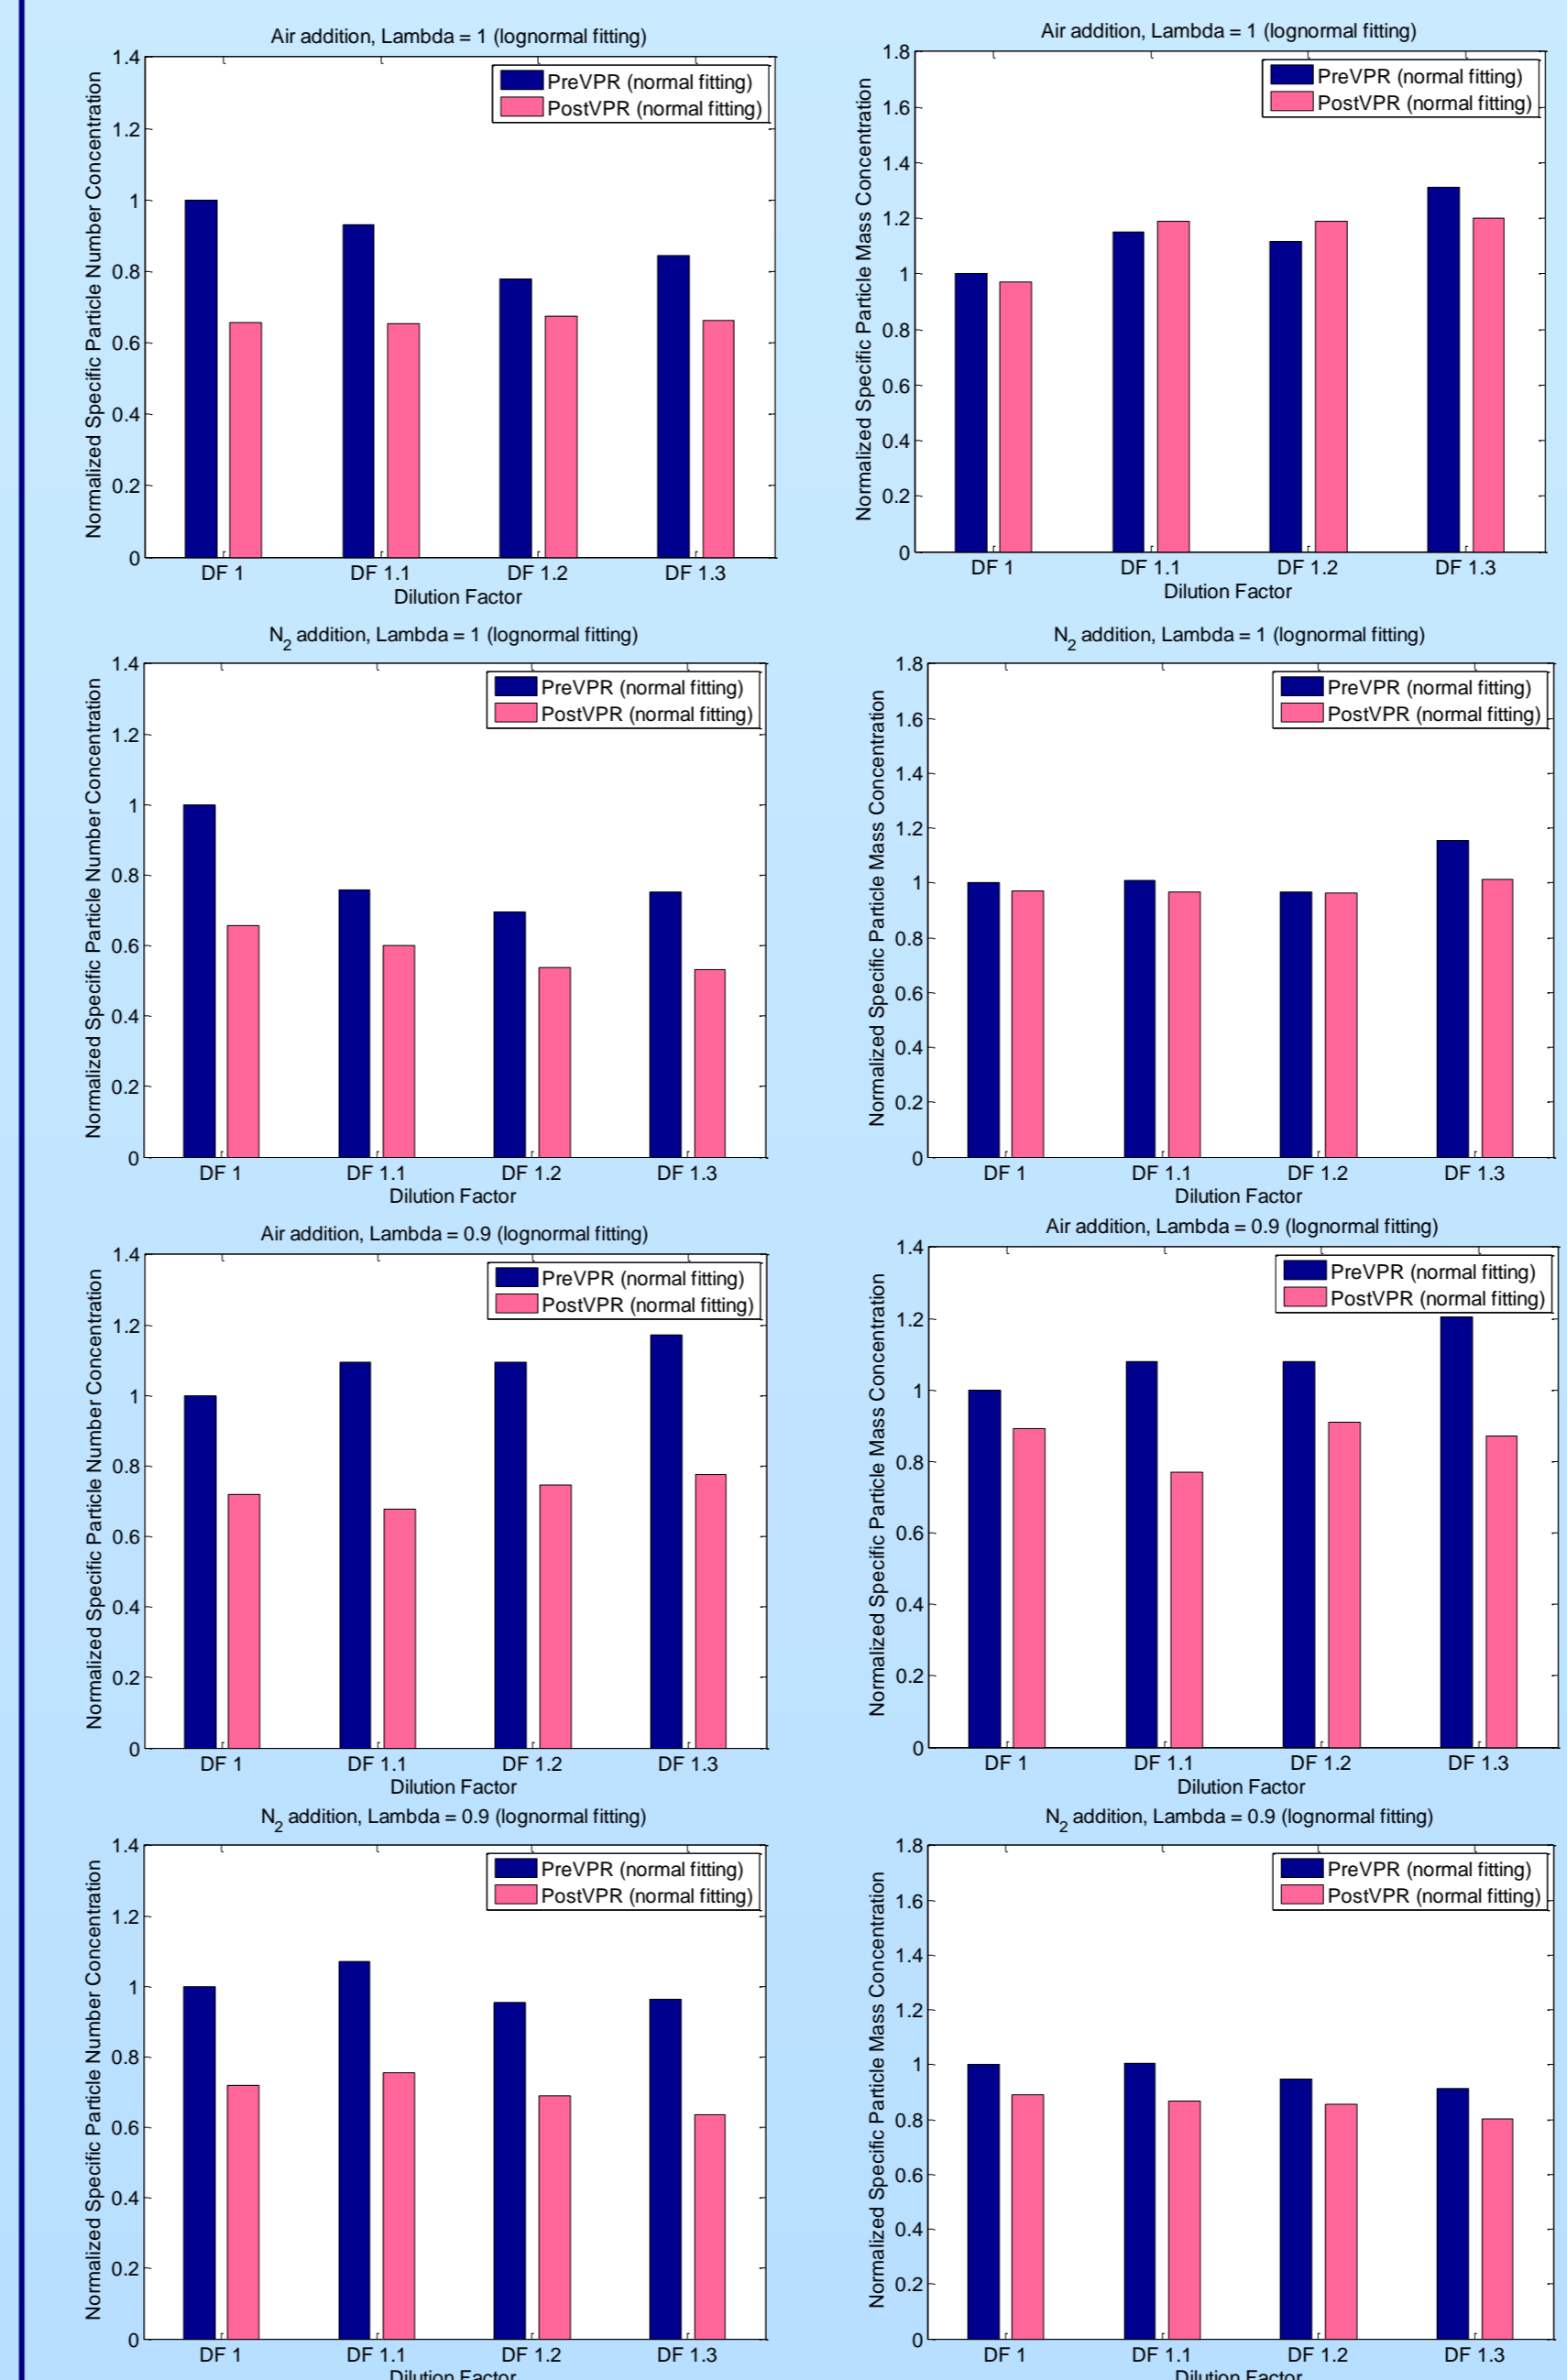 Air addition, Lambda = 1 (lognormal fitting)
Normalized Specific Particle Number Concentration
1.4
1.2
1
0.8
0.6
0.4
0.2
0
PreVPR (normal fitting)
PostVPR (normal fitting)
DF 1 DF 1.1 DF 1.2 DF 1.3
Dilution Factor
Air addition, Lambda = 1 (lognormal fitting)
Normalized Specific Particle Mass Concentration
1.8
1.6
1.4
1.2
1
0.8
0.6
0.4
0.2
0
PreVPR (normal fitting)
PostVPR (normal fitting)
DF 1 DF 1.1 DF 1.2 DF 1.3
Dilution Factor
N2 addition, Lambda = 1 (lognormal fitting)
Normalized Specific Particle Number Concentration
1.4
1.2
1
0.8
0.6
0.4
0.2
0
PreVPR (normal fitting)
PostVPR (normal fitting)
DF 1 DF 1.1 DF 1.2 DF 1.3
Dilution Factor
N2 addition, Lambda = 1 (lognormal fitting)
Normalized Specific Particle Mass Concentration
1.8
1.6
1.4
1.2
1
0.8
0.6
0.4
0.2
0
PreVPR (normal fitting)
PostVPR (normal fitting)
DF 1 DF 1.1 DF 1.2 DF 1.3
Dilution Factor
Air addition, Lambda = 0.9 (lognormal fitting)
Normalized Specific Particle Number Concentration
1.4
1.2
1
0.8
0.6
0.4
0.2
0
PreVPR (normal fitting)
PostVPR (normal fitting)
DF 1 DF 1.1 DF 1.2 DF 1.3
Dilution Factor
Air addition, Lambda = 0.9 (lognormal fitting)
Normalized Specific Particle Mass Concentration
1.4
1.2
1
0.8
0.6
0.4
0.2
0
PreVPR (normal fitting)
PostVPR (normal fitting)
DF 1 DF 1.1 DF 1.2 DF 1.3
Dilution Factor
N2 addition, Lambda = 0.9 (lognormal fitting)
Normalized Specific Particle Number Concentration
1.4
1.2
1
0.8
0.6
0.4
0.2
0
PreVPR (normal fitting)
PostVPR (normal fitting)
DF 1 DF 1.1 DF 1.2 DF 1.3
Dilution Factor
N2 addition, Lambda = 0.9 (lognormal fitting)
Normalized Specific Particle Mass Concentration
1.8
1.6
1.4
1.2
1
0.8
0.6
0.4
0.2
0
PreVPR (normal fitting)
PostVPR (normal fitting)
DF 1 DF 1.1 DF 1.2 DF 1.3
Dilution Factor